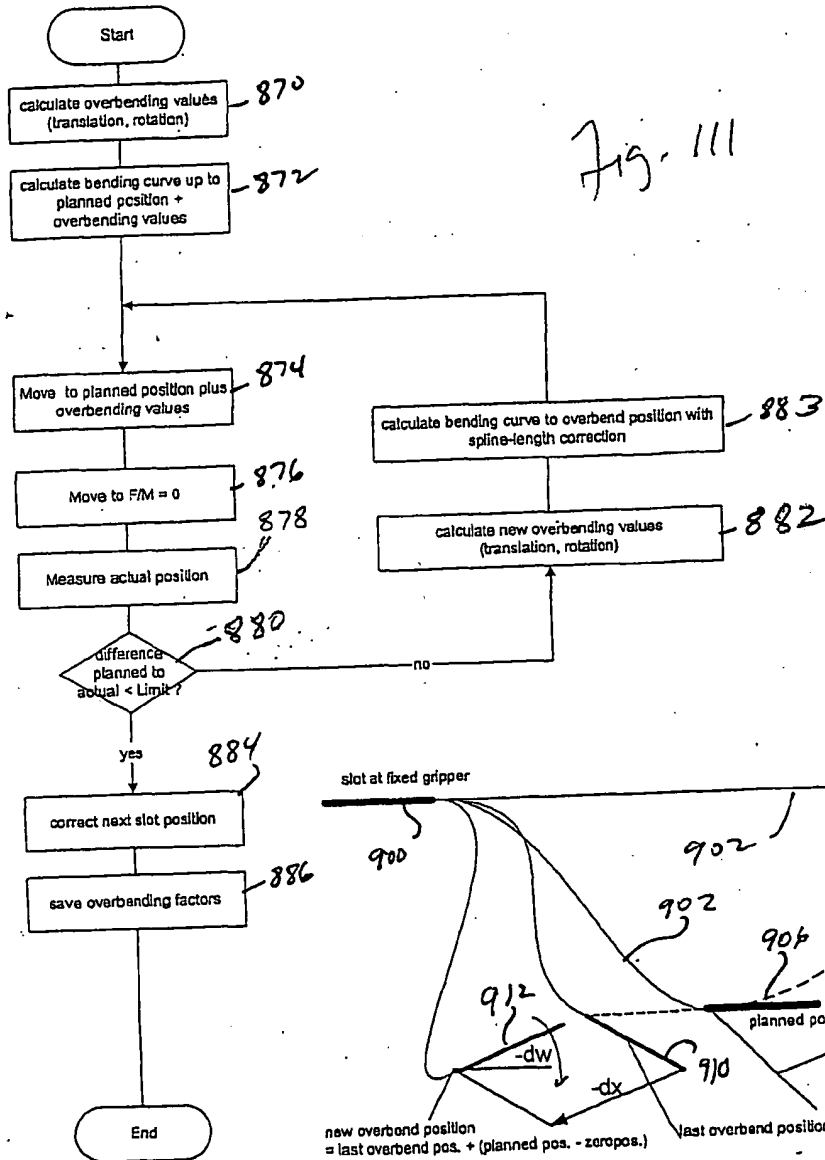 Start
calculate overbending values
(translation, rotation)
870
calculate bending curve up to
planned position +
overbending values
872
Fig. 111
Move to planned position plus
overbending values
874
calculate bending curve to overbend position with
spline-length correction
883
Move to F/M = 0
876
calculate new overbending values
(translation, rotation)
882
Measure actual position
878
difference
planned to
actual < Limit ?
880
no
yes
correct next slot position
884
save overbending factors
886
End
slot at fixed gripper
900
902
902
906
planned po
912
-dw
-dx
910
new overbend position
= last overbend pos. + (planned pos. - zeropos.)
last overbend position